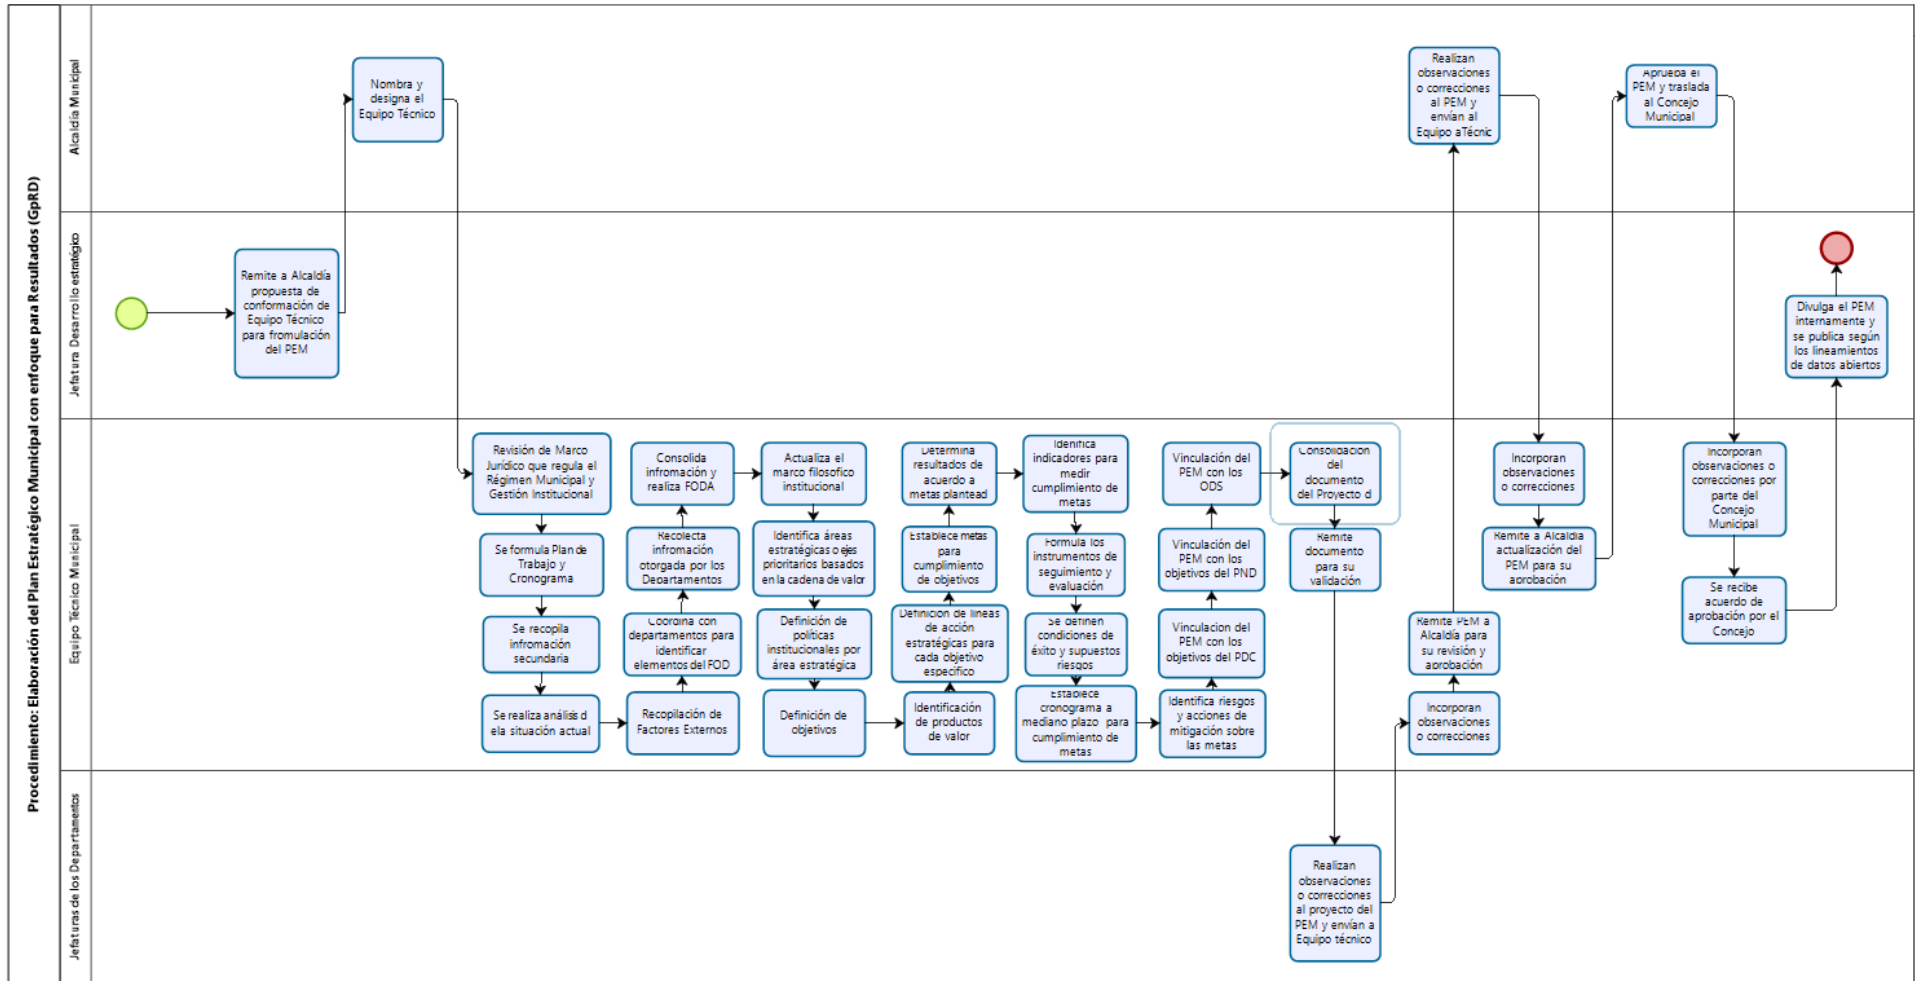 Procedimiento: Elaboración del Plan Estratégico Municipal con enfoque para Resultados (GpRD)
Alcaldía Municipal
Nombra y
designa el
Equipo Técnico
Realizan
observaciones
o correcciones
al PEM y
envían al
Equipo aTécnic
Aprueba el
PEM y traslada
al Concejo
Municipal
Jefatura Desarrollo estratégico
Remite a Alcaldía
propuesta de
conformación de
Equipo Técnico
para fromulación
del PEM
Divulga el PEM
internamente y
se publica según
los lineamientos
de datos abiertos
Equipo Técnico Municipal
Revisión de Marco
Jurídico que regula el
Régimen Municipal y
Gestión Institucional
Se formula Plan de
Trabajo y
Cronograma
Se recopila
infromación
secundaria
Se realiza análisis d
ela situación actual
Recopilación de
Factores Externos
Coordina con
departamentos para
identificar
elementos del FOD
Recolecta
infromación
otorgada por los
Departamentos
Consolida
infromación y
realiza FODA
Actualiza el
marco filosofico
institucional
Identifica áreas
estratégicas o ejes
prioritarios basados
en la cadena de valor
Definición de
políticas
institucionales por
área estratégica
Definición de
objetivos
Identificación
de productos
de valor
Definición de líneas
de acción
estratégicas para
cada objetivo
específico
Establece metas
para
cumplimiento
de objetivos
Determina
resultados de
acuerdo a
metas plantead
Identifica
indicadores para
medir
cumplimiento de
metas
Formula los
instrumentos de
seguimiento y
evaluación
Se definen
condiciones de
éxito y supuestos
riesgos
Establece
cronograma a
mediano plazo para
cumplimiento de
metas
Identifica riesgos
y acciones de
mitigación sobre
las metas
Vinculacion del
PEM con los
objetivos del PDC
Vinculación del
PEM con los
objetivos del PND
Vinculación del
PEM con los
ODS
Consolidación
del
documento
del Proyecto d
Remite
documento
para su
validación
Incorporan
observaciones
o correcciones
Remite PEM a
Alcaldía para
su revisión y
aprobación
Incorporan
observaciones
o correcciones
Remite a Alcaldía
actualización del
PEM para su
aprobación
Incorporan
observaciones o
correcciones por
parte del
Concejo
Municipal
Se recibe
acuerdo de
aprobación por el
Concejo
Jefaturas de los Departamentos
Realizan
observaciones
o correcciones
al proyecto del
PEM y envían a
Equipo técnico